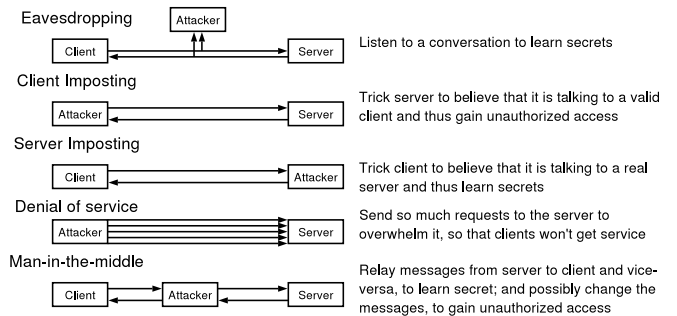 Eavesdropping
Attacker
Client
Server
Listen to a conversation to learn secrets
Client Imposting
Attacker
Server
Trick server to believe that it is talking to a valid
client and thus gain unauthorized access
Server Imposting
Client
Attacker
Trick client to believe that it is talking to a real
server and thus learn secrets
Denial of service
Attacker
Server
Send so much requests to the server to
overwhelm it, so that clients won't get service
Man-in-the-middle
Client
Attacker
Server
Relay messages from server to client and vice-
versa, to learn secret; and possibly change the
messages, to gain unauthorized access